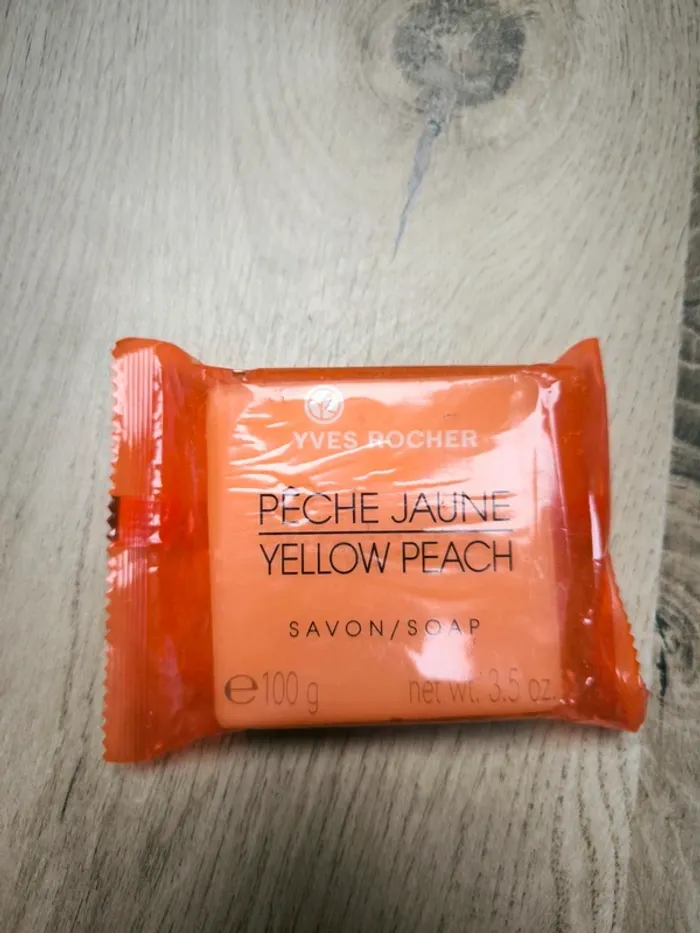 YVES ROCHER
PÊCHE JAUNE
YELLOW PEACH
SAVON/SOAP
℮100 g
net wt. 3.5 oz.